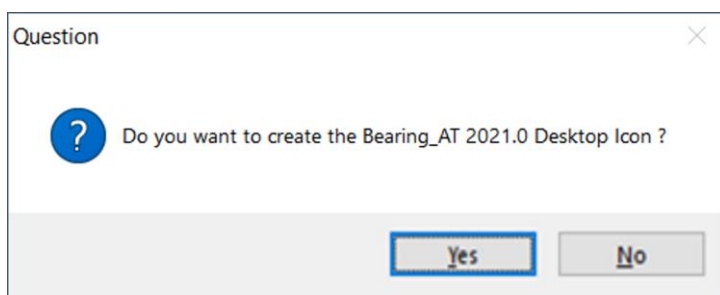 Question
?
Do you want to create the Bearing_AT 2021.0 Desktop Icon ?
Yes
No